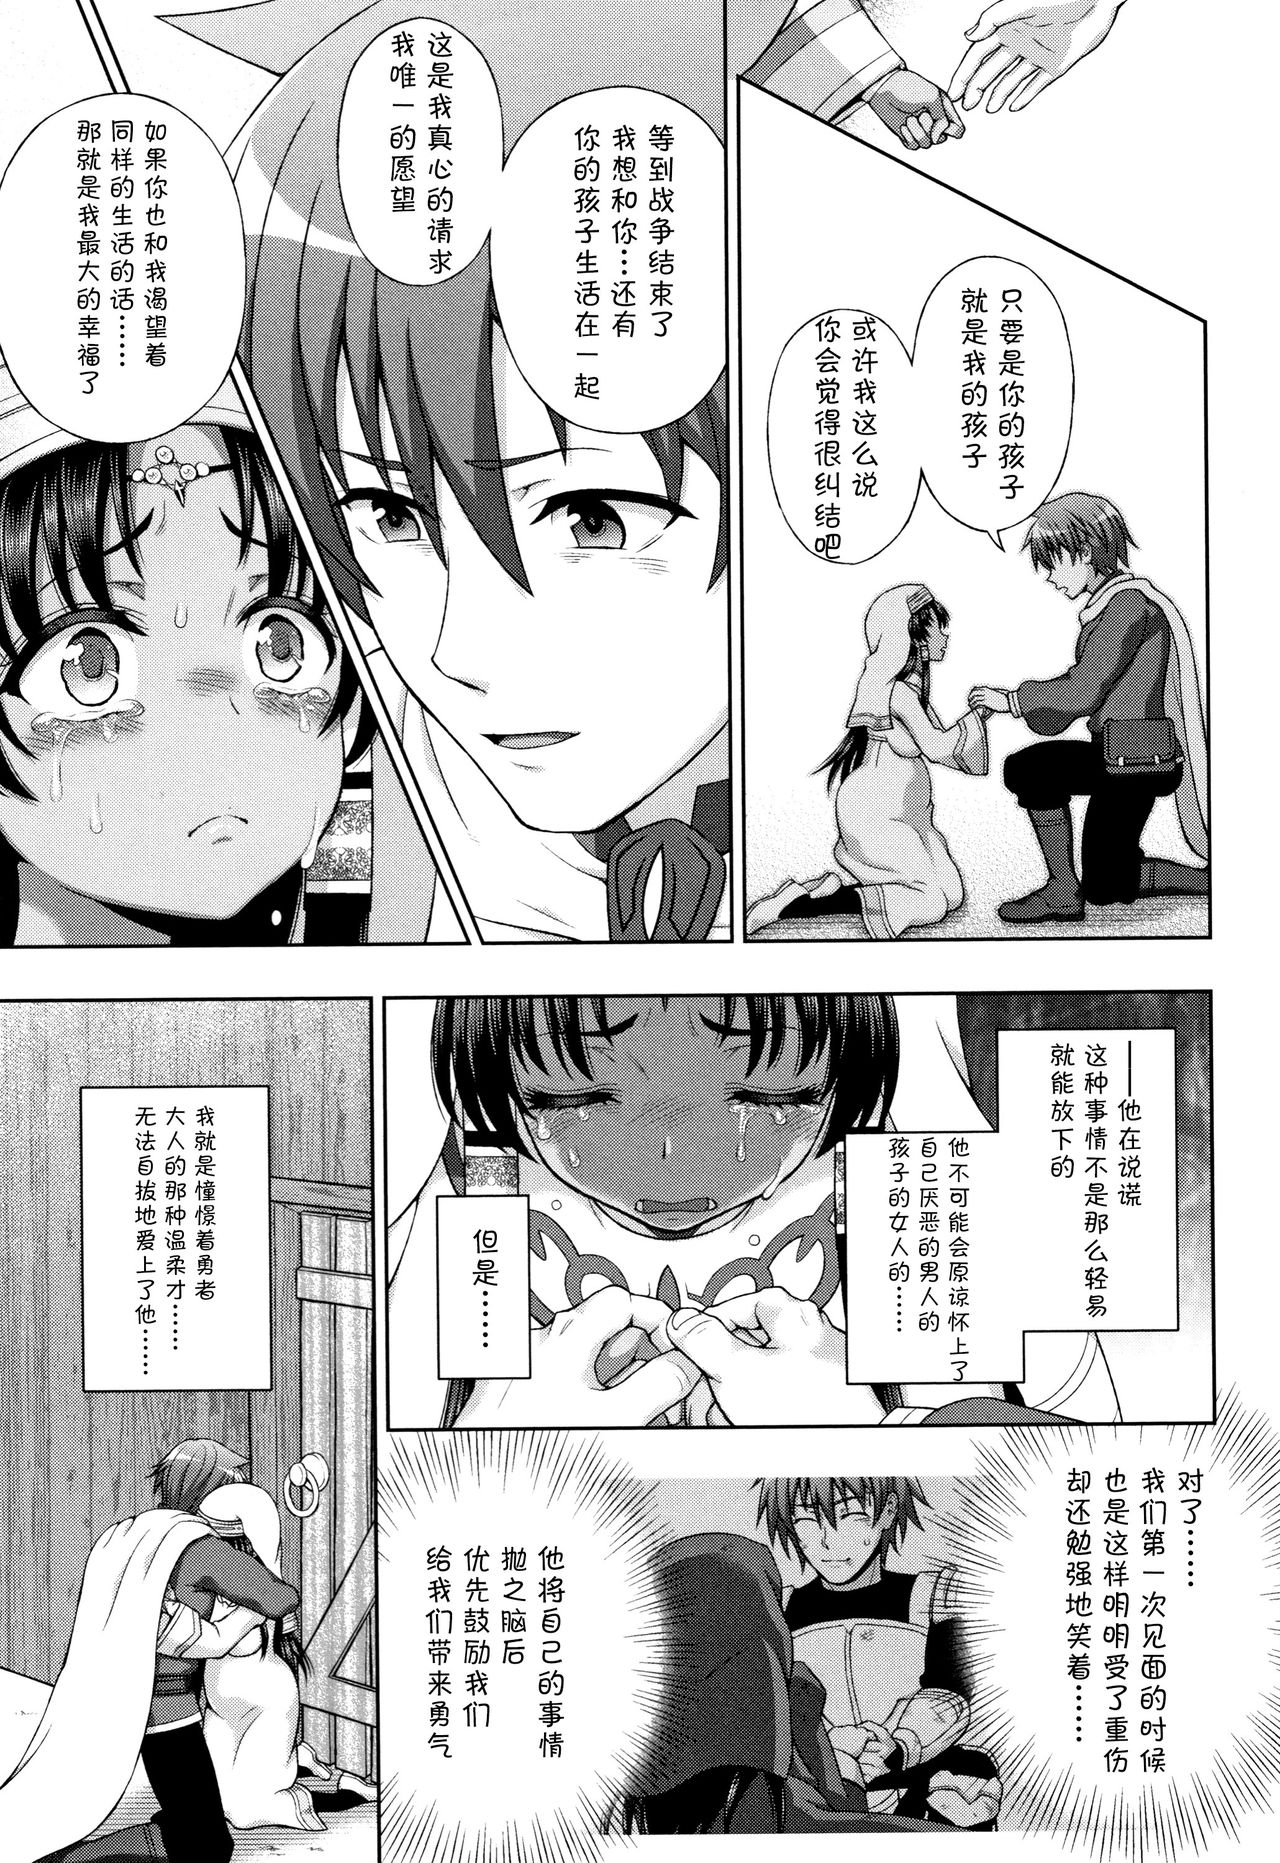 只要是你的孩子
就是我的孩子
或许我这么说
你会觉得很纠结吧
等到战争结束了
我想和你…还有
你的孩子生活在一起
这是我真心的请求
我唯一的愿望
如果你也和我渴望着
同样的生活的话……
那就是我最大的幸福了
——他在说谎
这种事情不是那么轻易
就能放下的
他不可能会原谅怀上了
自己厌恶的男人的
孩子的女人的……
但是……
对了……
我们第一次见面的时候
也是这样明明受了重伤
却还勉强地笑着……
他将自己的事情
抛之脑后
优先鼓励我们
给我们带来勇气
我就是憧憬着勇者
大人的那种温柔才……
无法自拔地爱上了他……